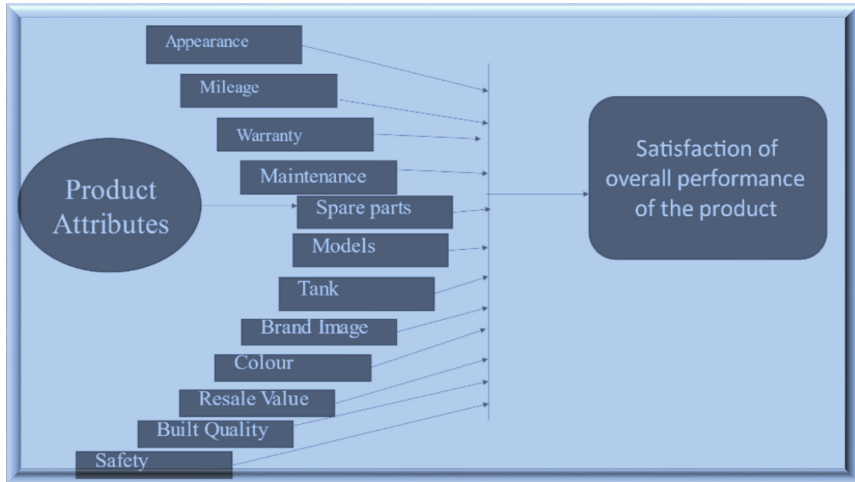 Appearance
Mileage
Warranty
Maintenance
Product
Attributes
Spare parts
Models
Tank
Brand Image
Colour
Resale Value
Built Quality
Safety
Satisfaction of
overall performance
of the product